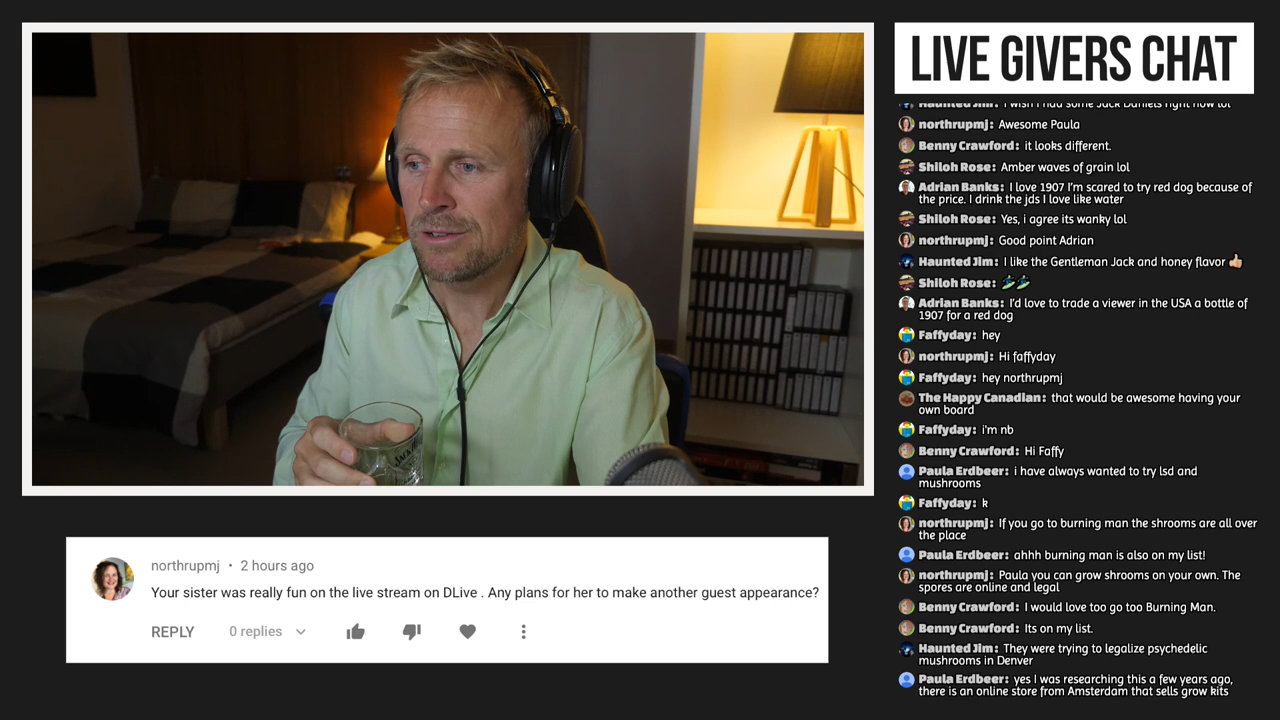 LIVE GIVERS CHAT
Haunted Jim: I wish I had some Jack Daniels right now lol
northrupmj: Awesome Paula
Benny Crawford: it looks different.
Shiloh Rose: Amber waves of grain lol
Adrian Banks: I love 1907 I'm scared to try red dog because of
the price. I drink the jds I love like water
Shiloh Rose: Yes, i agree its wanky lol
northrupmj: Good point Adrian
Haunted Jim: I like the Gentleman Jack and honey flavor 👍🏼
Shiloh Rose:
Adrian Banks: I'd love to trade a viewer in the USA a bottle of
1907 for a red dog
Faffyday: hey
northrupmj: Hi faffyday
Faffyday: hey northrupmj
The Happy Canadian: that would be awesome having your
own board
Faffyday: i'm nb
Benny Crawford: Hi Faffy
Paula Erdbeer: i have always wanted to try lsd and
mushrooms
Faffyday: k
northrupmj: If you go to burning man the shrooms are all over
the place
Paula Erdbeer: ahhh burning man is also on my list!
northrupmj: Paula you can grow shrooms on your own. The
spores are online and legal
Benny Crawford: I would love too go too Burning Man.
Benny Crawford: Its on my list.
Haunted Jim: They were trying to legalize psychedelic
mushrooms in Denver
Paula Erdbeer: yes I was researching this a few years ago,
there is an online store from Amsterdam that sells grow kits
northrupmj • 2 hours ago
Your sister was really fun on the live stream on DLive . Any plans for her to make another guest appearance?
REPLY 0 replies